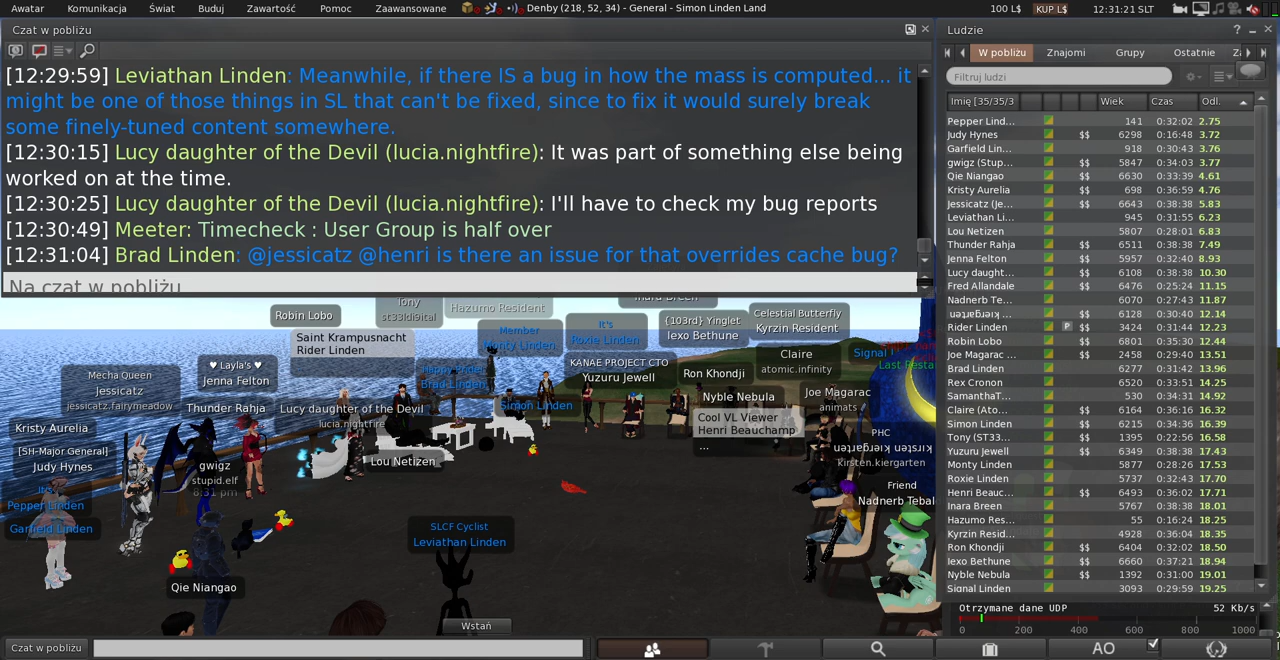 Awatar Komunikacja Świat Buduj Zawartość Pomoc Zaawansowane Denby (218, 52, 34) - General - Simon Linden Land 100 L$ KUP L$ 12:31:21 SLT
Czat w pobliżu
[12:29:59] Leviathan Linden: Meanwhile, if there IS a bug in how the mass is computed... it
might be one of those things in SL that can't be fixed, since to fix it would surely break
some finely-tuned content somewhere.
[12:30:15] Lucy daughter of the Devil (lucia.nightfire): It was part of something else being
worked on at the time.
[12:30:25] Lucy daughter of the Devil (lucia.nightfire): I'll have to check my bug reports
[12:30:49] Meeter: Timecheck : User Group is half over
[12:31:04] Brad Linden: @jessicatz @henri is there an issue for that overrides cache bug?
Na czat w pobliżu
Robin Lobo
Tony
st33ldi9ital
Hazumo Resident
Inara Breen
Saint Krampusnacht
Rider Linden
Member
Monty Linden
It's
Roxie Linden
{103rd} Yinglet
Iexo Bethune
Celestial Butterfly
Kyrzin Resident
♥ Layla's ♥
Jenna Felton
Mecha Queen
Jessicatz
jessicatz.fairymeadow
Happy Pride!
Brad Linden
KANAE PROJECT CTO
Yuzuru Jewell
Ron Khondji
Claire
atomic.infinity
Signal
Thunder Rahja
Lucy daughter of the Devil
lucia.nightfire
Simon Linden
Nyble Nebula
Joe Magarac
animats
Cool VL Viewer
Henri Beauchamp
...
Kristy Aurelia
[SH-Major General]
Judy Hynes
gwigz
stupid.elf
8:31 pm
Lou Netizen
PHC
kirsten.kiergarten
Friend
Nadnerb Tebal
It's
Pepper Linden
Garfield Linden
SLCF Cyclist
Leviathan Linden
Qie Niangao
Wstań
Czat w pobliżu
Ludzie
W pobliżu Znajomi Grupy Ostatnie
Filtruj ludzi
Imię [35/35/3 Wiek Czas Odl.
Pepper Lind... 141 0:32:02 2.75
Judy Hynes $$ 6298 0:16:48 3.72
Garfield Lin... 918 0:30:43 3.76
gwigz (Stup... $$ 5847 0:34:03 3.77
Qie Niangao $$ 6630 0:33:39 4.61
Kristy Aurelia $$ 698 0:36:59 4.76
Jessicatz (Je... $$ 6643 0:38:38 5.83
Leviathan Li... 945 0:31:55 6.23
Lou Netizen 5807 0:28:01 6.83
Thunder Rahja $$ 6511 0:38:38 7.49
Jenna Felton $$ 5957 0:32:40 8.93
Lucy daught... $$ 6108 0:38:38 10.30
Fred Allandale $$ 6476 0:25:24 11.15
Nadnerb Te... 6070 0:27:43 11.87
$$ 6128 0:30:40 12.14
Rider Linden P $$ 3424 0:31:44 12.23
Robin Lobo $$ 6801 0:35:30 12.44
Joe Magarac ... $$ 2458 0:29:40 13.51
Brad Linden 6277 0:31:42 13.96
Rex Cronon $$ 6520 0:33:51 14.25
SamanthaT... 530 0:34:31 14.92
Claire (Ato... $$ 6164 0:36:16 16.32
Simon Linden $$ 6215 0:34:36 16.39
Tony (ST33... $$ 1395 0:22:56 16.58
Yuzuru Jewell $$ 6349 0:38:38 17.43
Monty Linden 5877 0:28:26 17.53
Roxie Linden 5737 0:32:43 17.70
Henri Beauc... $$ 6493 0:36:02 17.71
Inara Breen 5767 0:38:38 18.01
Hazumo Res... 55 0:16:24 18.25
Kyrzin Resid... 4928 0:36:04 18.35
Ron Khondji $$ 6404 0:32:02 18.50
Iexo Bethune $$ 6660 0:37:21 18.94
Nyble Nebula $$ 1392 0:31:00 19.01
Signal Linden 3093 0:29:59 19.25
Otrzymane dane UDP 52 Kb/s
0 200 400 600 800 1000
AO